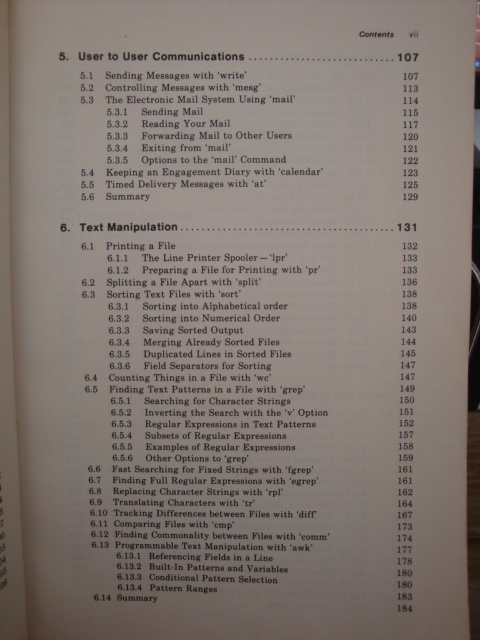 Contents vii
5. User to User Communications ........................... 107
5.1 Sending Messages with 'write' 107
5.2 Controlling Messages with 'mesg' 113
5.3 The Electronic Mail System Using 'mail' 114
5.3.1 Sending Mail 115
5.3.2 Reading Your Mail 117
5.3.3 Forwarding Mail to Other Users 120
5.3.4 Exiting from 'mail' 121
5.3.5 Options to the 'mail' Command 122
5.4 Keeping an Engagement Diary with 'calendar' 123
5.5 Timed Delivery Messages with 'at' 125
5.6 Summary 129
6. Text Manipulation ....................................... 131
6.1 Printing a File 132
6.1.1 The Line Printer Spooler — 'lpr' 133
6.1.2 Preparing a File for Printing with 'pr' 133
6.2 Splitting a File Apart with 'split' 136
6.3 Sorting Text Files with 'sort' 138
6.3.1 Sorting into Alphabetical order 138
6.3.2 Sorting into Numerical Order 140
6.3.3 Saving Sorted Output 143
6.3.4 Merging Already Sorted Files 144
6.3.5 Duplicated Lines in Sorted Files 145
6.3.6 Field Separators for Sorting 147
6.4 Counting Things in a File with 'wc' 147
6.5 Finding Text Patterns in a File with 'grep' 149
6.5.1 Searching for Character Strings 150
6.5.2 Inverting the Search with the 'v' Option 151
6.5.3 Regular Expressions in Text Patterns 152
6.5.4 Subsets of Regular Expressions 157
6.5.5 Examples of Regular Expressions 158
6.5.6 Other Options to 'grep' 159
6.6 Fast Searching for Fixed Strings with 'fgrep' 161
6.7 Finding Full Regular Expressions with 'egrep' 161
6.8 Replacing Character Strings with 'rpl' 162
6.9 Translating Characters with 'tr' 164
6.10 Tracking Differences between Files with 'diff' 167
6.11 Comparing Files with 'cmp' 173
6.12 Finding Commonality between Files with 'comm' 174
6.13 Programmable Text Manipulation with 'awk' 177
6.13.1 Referencing Fields in a Line 178
6.13.2 Built-In Patterns and Variables 180
6.13.3 Conditional Pattern Selection 180
6.13.4 Pattern Ranges 183
6.14 Summary 184